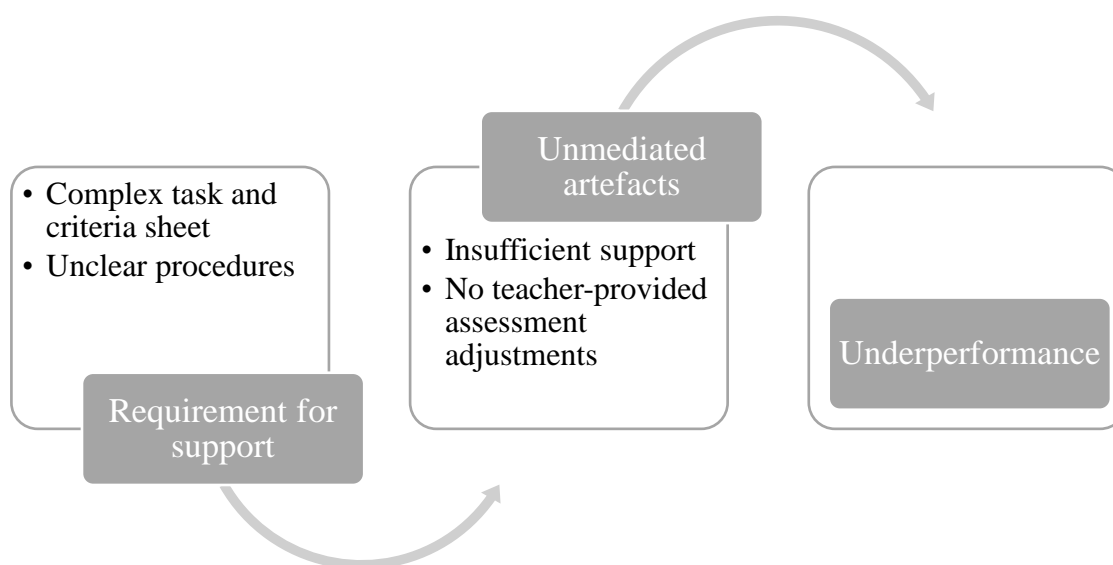 • Complex task and
criteria sheet
• Unclear procedures
Requirement for
support
Unmediated
artefacts
• Insufficient support
• No teacher-provided
assessment
adjustments
Underperformance